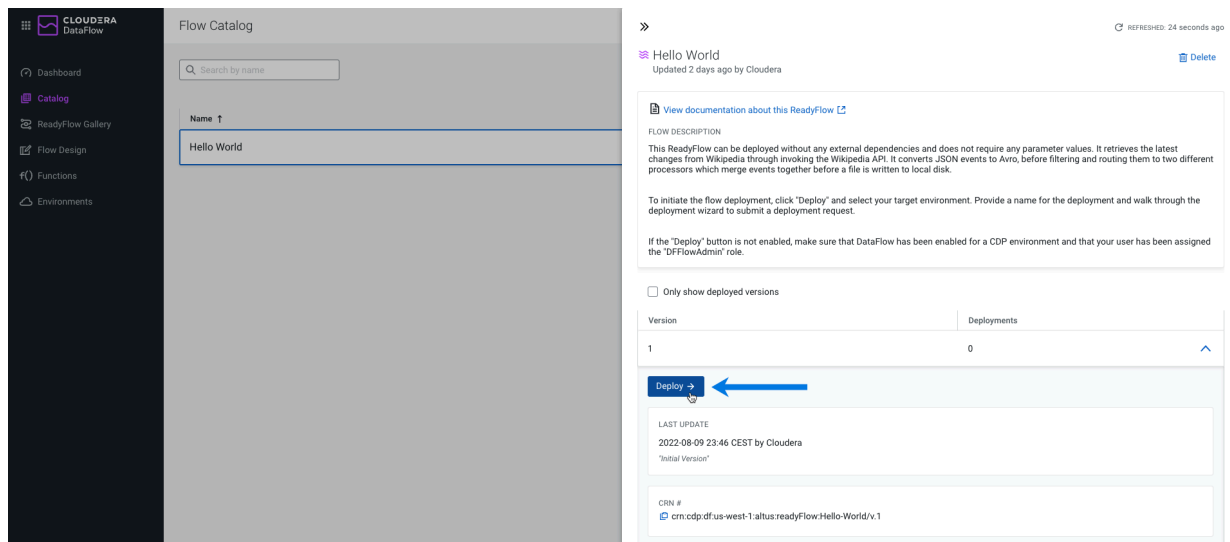 CLOUDERA
DataFlow
Dashboard
Catalog
ReadyFlow Gallery
Flow Design
f() Functions
Environments
Flow Catalog
Search by name
Name ↑
Hello World
REFRESHED: 24 seconds ago
Hello World
Updated 2 days ago by Cloudera
Delete
View documentation about this ReadyFlow
FLOW DESCRIPTION
This ReadyFlow can be deployed without any external dependencies and does not require any parameter values. It retrieves the latest
changes from Wikipedia through invoking the Wikipedia API. It converts JSON events to Avro, before filtering and routing them to two different
processors which merge events together before a file is written to local disk.
To initiate the flow deployment, click "Deploy" and select your target environment. Provide a name for the deployment and walk through the
deployment wizard to submit a deployment request.
If the "Deploy" button is not enabled, make sure that DataFlow has been enabled for a CDP environment and that your user has been assigned
the "DFFlowAdmin" role.
Only show deployed versions
Version Deployments
1 0
Deploy →
LAST UPDATE
2022-08-09 23:46 CEST by Cloudera
"Initial Version"
CRN #
crn:cdp:df:us-west-1:altus:readyFlow:Hello-World/v.1